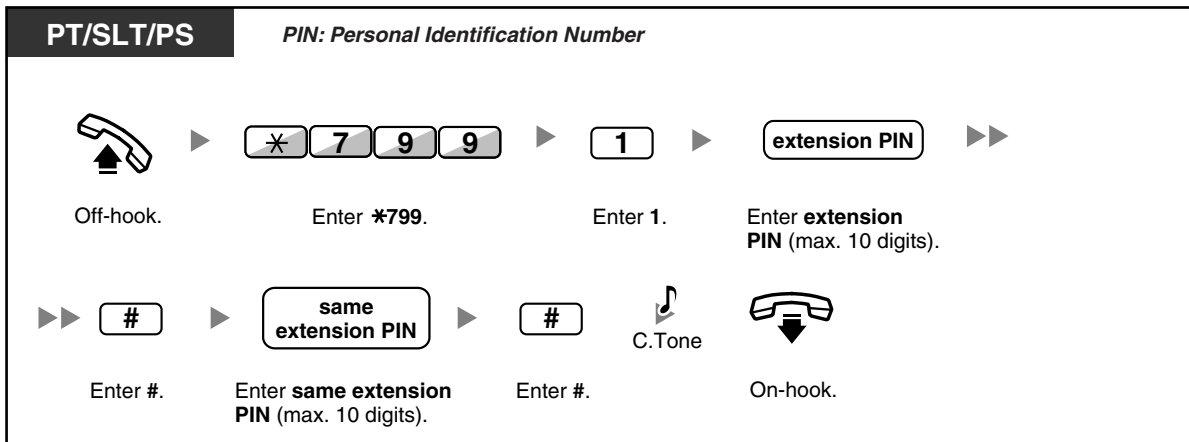 PT/SLT/PS
PIN: Personal Identification Number
* 7 9 9
1
extension PIN
Off-hook.
Enter *799.
Enter 1.
Enter extension
PIN (max. 10 digits).
#
same
extension PIN
#
C.Tone
Enter #.
Enter same extension
PIN (max. 10 digits).
Enter #.
On-hook.